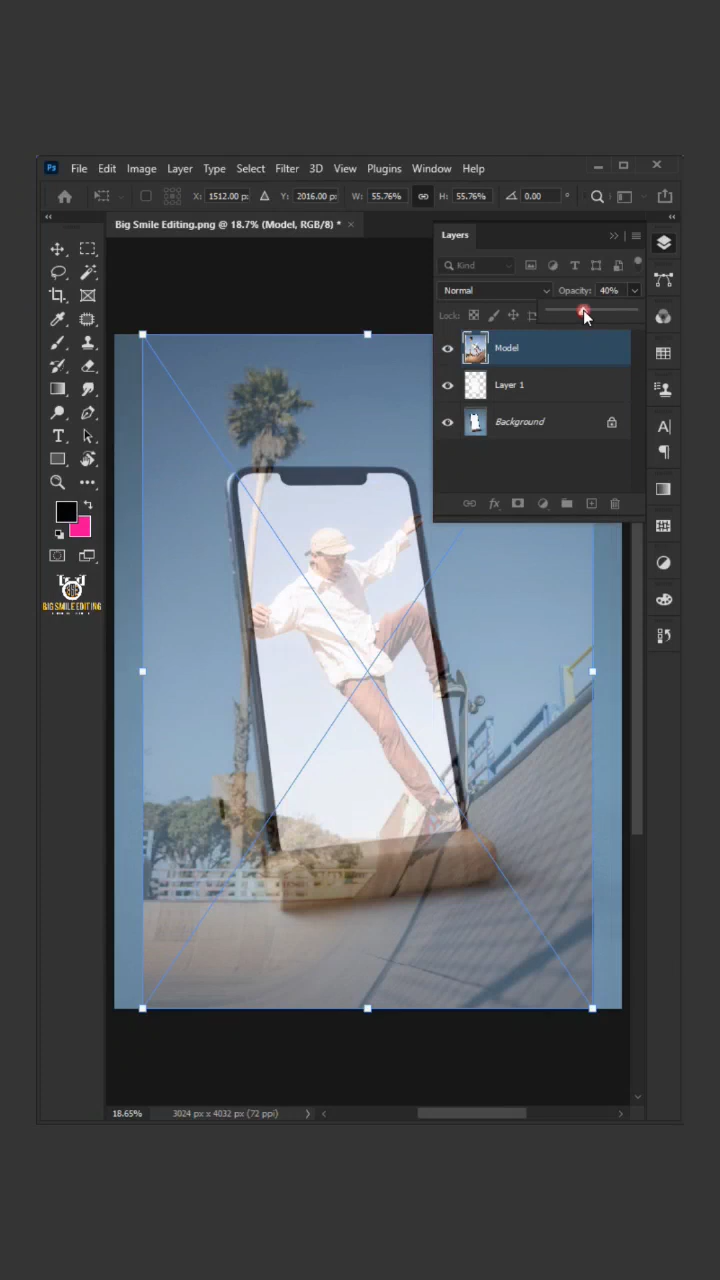 Ps File Edit Image Layer Type Select Filter 3D View Plugins Window Help
X: 1512.00 px Y: 2016.00 px W: 55.76% H: 55.76% 0.00 °
Big Smile Editing.png @ 18.7% (Model, RGB/8) *
Layers
Kind
Normal Opacity: 40%
Lock:
Model
Layer 1
Background
BIG SMILE EDITING
18.65% 3024 px x 4032 px (72 ppi)